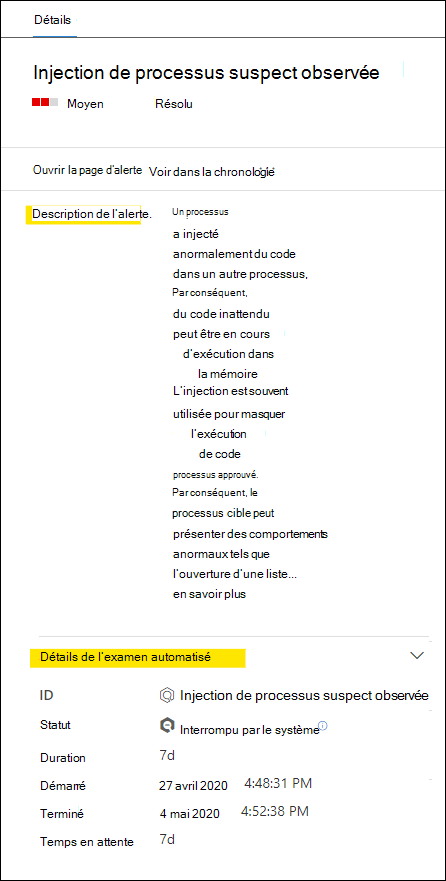 Détails
Injection de processus suspect observée
Moyen Résolu
Ouvrir la page d'alerte Voir dans la chronologie
Description de l'alerte. Un processus
a injecté
anormalement du code
dans un autre processus,
Par conséquent,
du code inattendu
peut être en cours
d'exécution dans
la mémoire
L'injection est souvent
utilisée pour masquer
l'exécution
de code
processus approuvé.
Par conséquent, le
processus cible peut
présenter des comportements
anormaux tels que
l'ouverture d'une liste...
en savoir plus
Détails de l'examen automatisé
ID Injection de processus suspect observée
Statut Interrompu par le système
Duration 7d
Démarré 27 avril 2020 4:48:31 PM
Terminé 4 mai 2020 4:52:38 PM
Temps en attente 7d